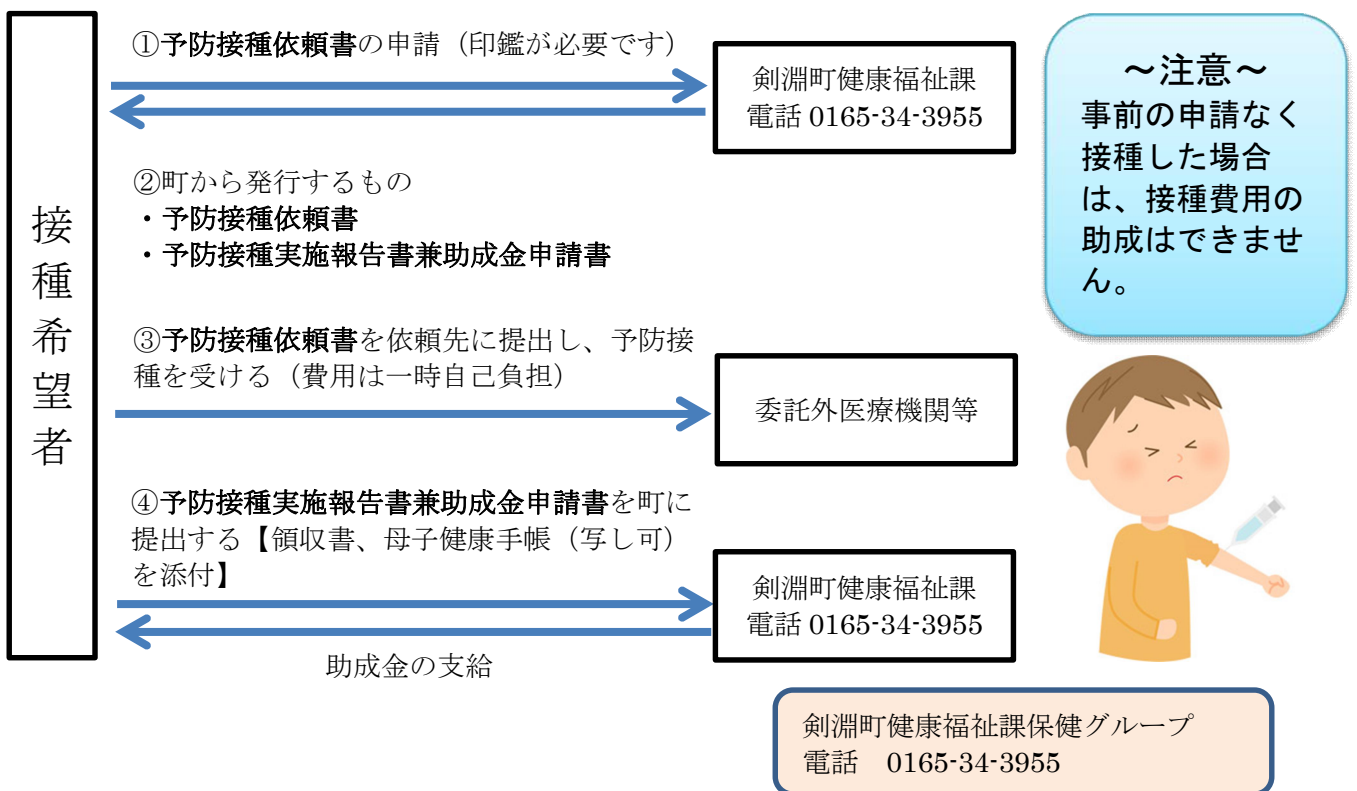 接種希望者
①予防接種依頼書の申請（印鑑が必要です）
剣淵町健康福祉課
電話 0165-34-3955
②町から発行するもの
・予防接種依頼書
・予防接種実施報告書兼助成金申請書
③予防接種依頼書を依頼先に提出し、予防接
種を受ける（費用は一時自己負担）
委託外医療機関等
④予防接種実施報告書兼助成金申請書を町に
提出する【領収書、母子健康手帳（写し可）
を添付】
剣淵町健康福祉課
電話 0165-34-3955
助成金の支給
～注意～
事前の申請なく
接種した場合
は、接種費用の
助成はできませ
ん。
剣淵町健康福祉課保健グループ
電話　0165-34-3955